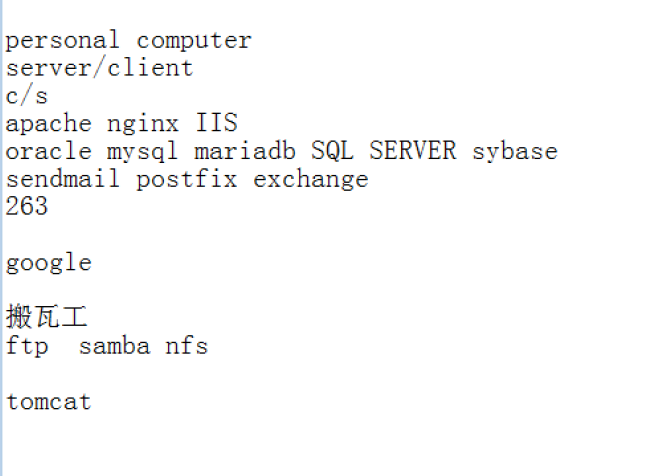 personal computer
server/client
c/s
apache nginx IIS
oracle mysql mariadb SQL SERVER sybase
sendmail postfix exchange
263
google
搬瓦工
ftp  samba nfs
tomcat